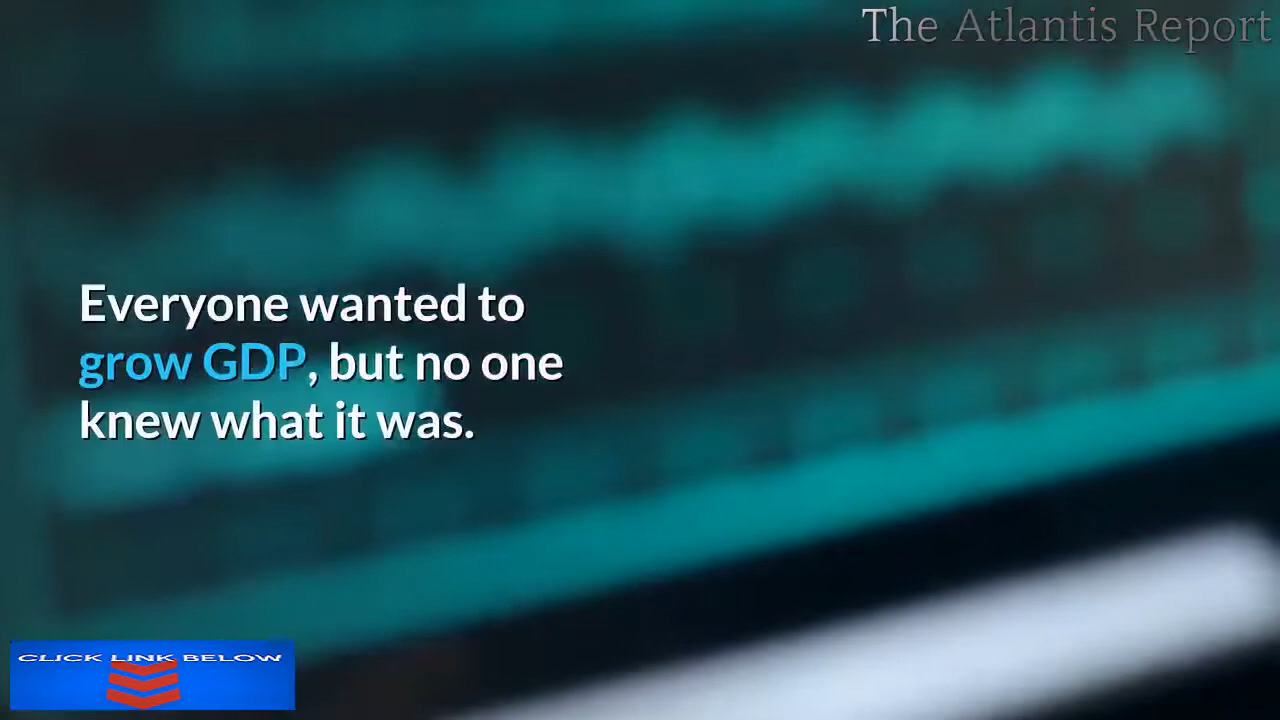 The Atlantis Report
Everyone wanted to
grow GDP, but no one
knew what it was.
CLICK LINK BELOW